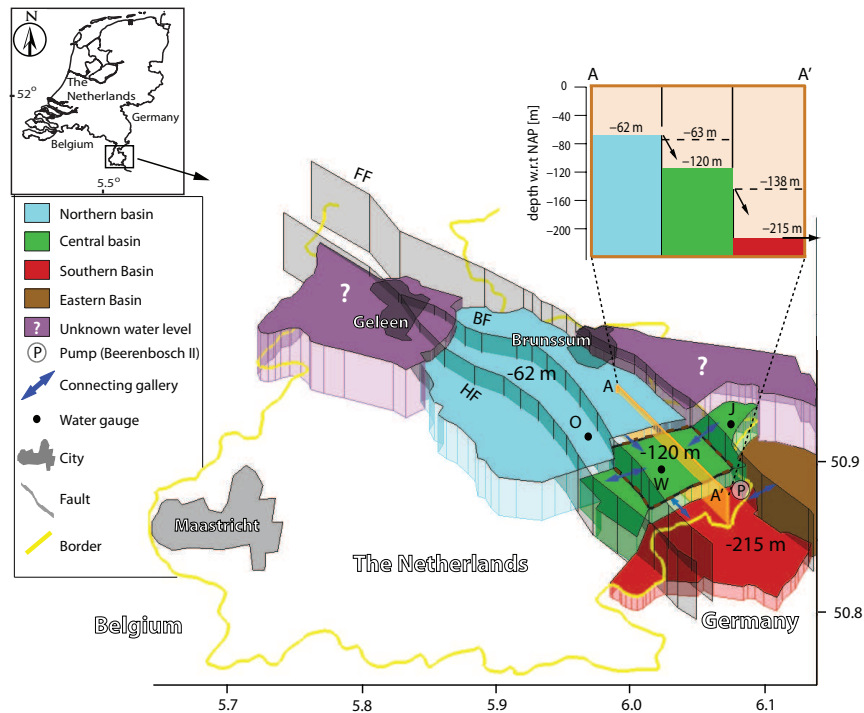 N
52°
The
Netherlands
Germany
Belgium
5.5°
Northern basin
Central basin
Southern Basin
Eastern Basin
? Unknown water level
P Pump (Beerenbosch II)
Connecting gallery
Water gauge
City
Fault
Border
A
A'
depth w.r.t NAP [m]
0
−40
−80
−120
−160
−200
−62 m
−63 m
−120 m
−138 m
−215 m
FF
?
Geleen
BF
Brunssum
?
-62 m
HF
A
O
J
-120 m
W
A'
P
-215 m
Maastricht
The Netherlands
Belgium
Germany
50.9
50.8
5.7
5.8
5.9
6.0
6.1